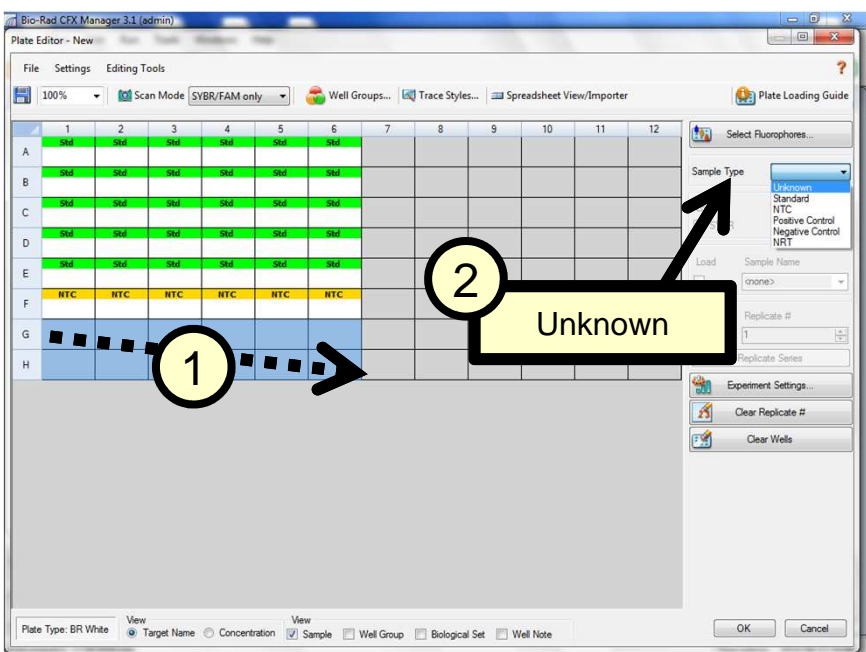 Bio-Rad CFX Manager 3.1 (admin)
Plate Editor - New
File Settings Editing Tools
?
100% Scan Mode SYBR/FAM only Well Groups... Trace Styles... Spreadsheet View/Importer Plate Loading Guide
1 2 3 4 5 6 7 8 9 10 11 12
A Std Std Std Std Std Std
B Std Std Std Std Std Std
C Std Std Std Std Std Std
D Std Std Std Std Std Std
E Std Std Std Std Std Std
F NTC NTC NTC NTC NTC NTC
G
H
1
Select Fluorophores...
Sample Type
Unknown
Standard
NTC
Positive Control
Negative Control
NRT
Load Sample Name
<none>
2
Unknown
Replicate #
1
Replicate Series
Experiment Settings...
Clear Replicate #
Clear Wells
Plate Type: BR White
View
Target Name Concentration
View
Sample Well Group Biological Set Well Note
OK Cancel